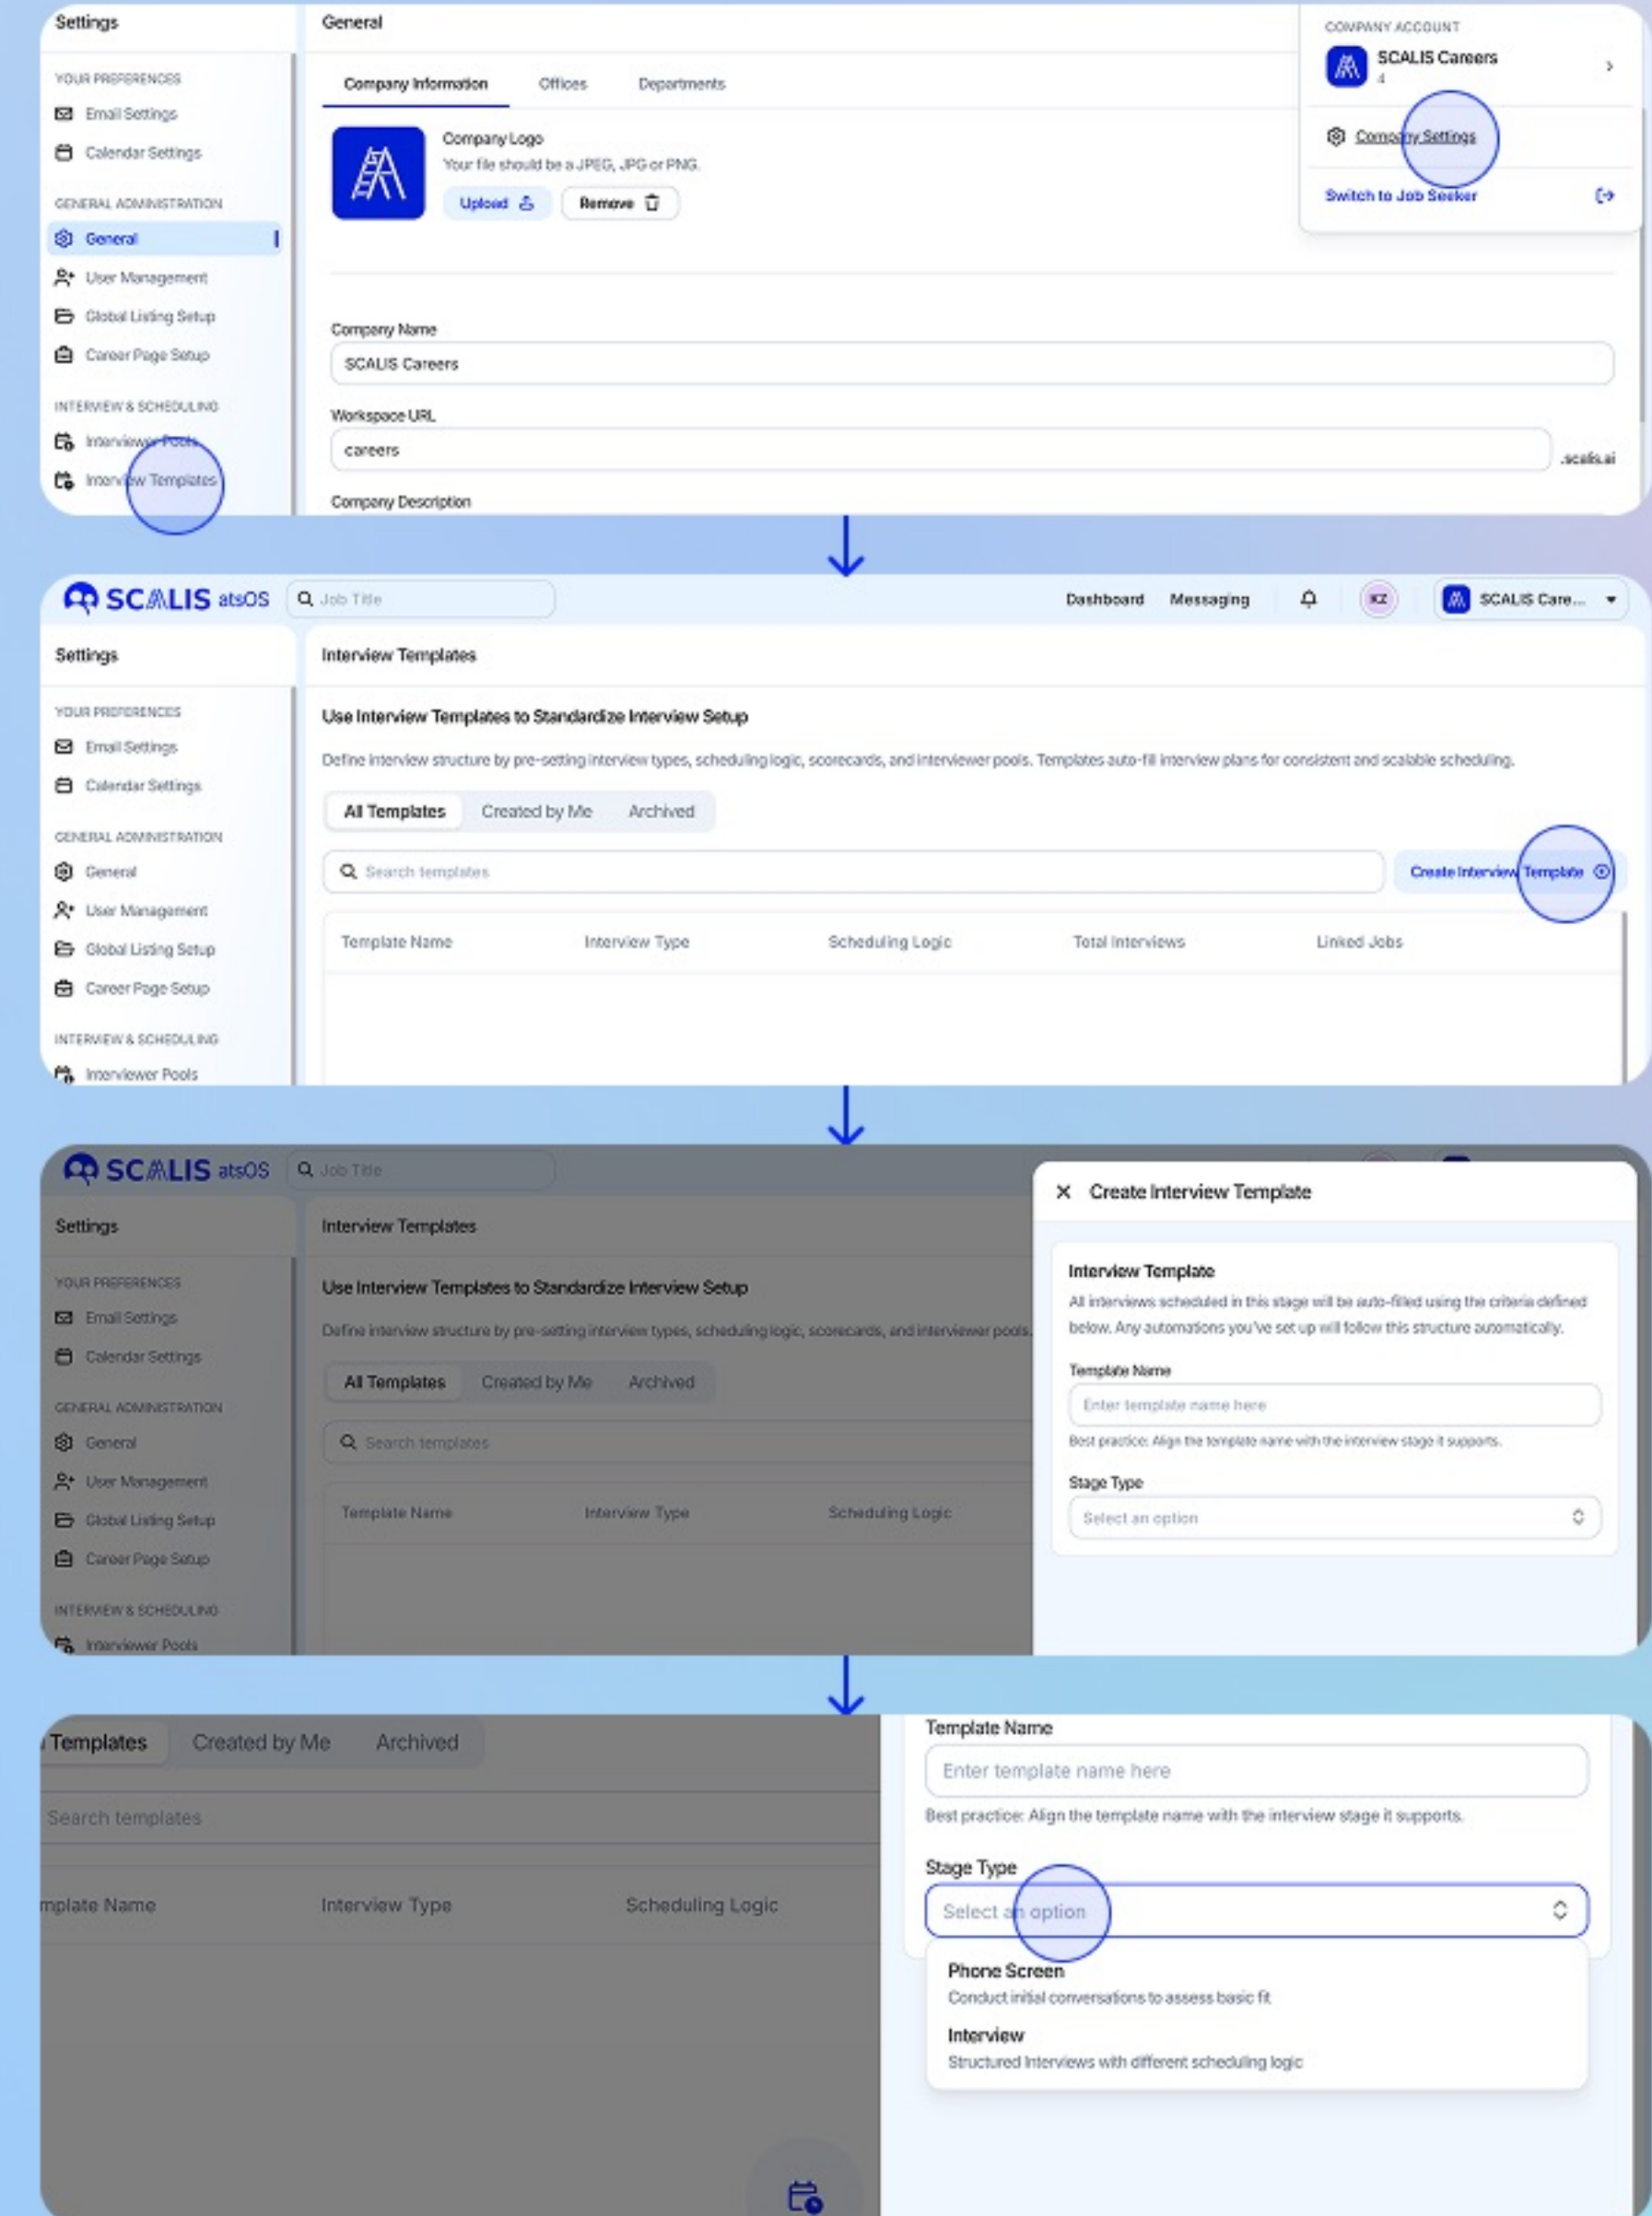 Settings
General
COMPANY ACCOUNT
SCALIS Careers
4
Company Settings
Switch to Job Seeker
YOUR PREFERENCES
Email Settings
Calendar Settings
GENERAL ADMINISTRATION
General
User Management
Global Listing Setup
Career Page Setup
INTERVIEW & SCHEDULING
Interviewer Pools
Interview Templates
Company Information
Offices
Departments
Company Logo
Your file should be a JPEG, JPG or PNG.
Upload
Remove
Company Name
SCALIS Careers
Workspace URL
careers
.scalis.ai
Company Description
SCALIS atsOS
Job Title
Dashboard
Messaging
KZ
SCALIS Care...
Settings
Interview Templates
YOUR PREFERENCES
Email Settings
Calendar Settings
GENERAL ADMINISTRATION
General
User Management
Global Listing Setup
Career Page Setup
INTERVIEW & SCHEDULING
Interviewer Pools
Use Interview Templates to Standardize Interview Setup
Define interview structure by pre-setting interview types, scheduling logic, scorecards, and interviewer pools. Templates auto-fill interview plans for consistent and scalable scheduling.
All Templates
Created by Me
Archived
Search templates
Create Interview Template
Template Name
Interview Type
Scheduling Logic
Total Interviews
Linked Jobs
SCALIS atsOS
Job Title
Settings
Interview Templates
YOUR PREFERENCES
Email Settings
Calendar Settings
GENERAL ADMINISTRATION
General
User Management
Global Listing Setup
Career Page Setup
INTERVIEW & SCHEDULING
Interviewer Pools
Use Interview Templates to Standardize Interview Setup
Define interview structure by pre-setting interview types, scheduling logic, scorecards, and interviewer pools.
All Templates
Created by Me
Archived
Search templates
Template Name
Interview Type
Scheduling Logic
Create Interview Template
Interview Template
All interviews scheduled in this stage will be auto-filled using the criteria defined
below. Any automations you've set up will follow this structure automatically.
Template Name
Enter template name here
Best practice: Align the template name with the interview stage it supports.
Stage Type
Select an option
Templates
Created by Me
Archived
Search templates
mplate Name
Interview Type
Scheduling Logic
Template Name
Enter template name here
Best practice: Align the template name with the interview stage it supports.
Stage Type
Select an option
Phone Screen
Conduct initial conversations to assess basic fit
Interview
Structured Interviews with different scheduling logic